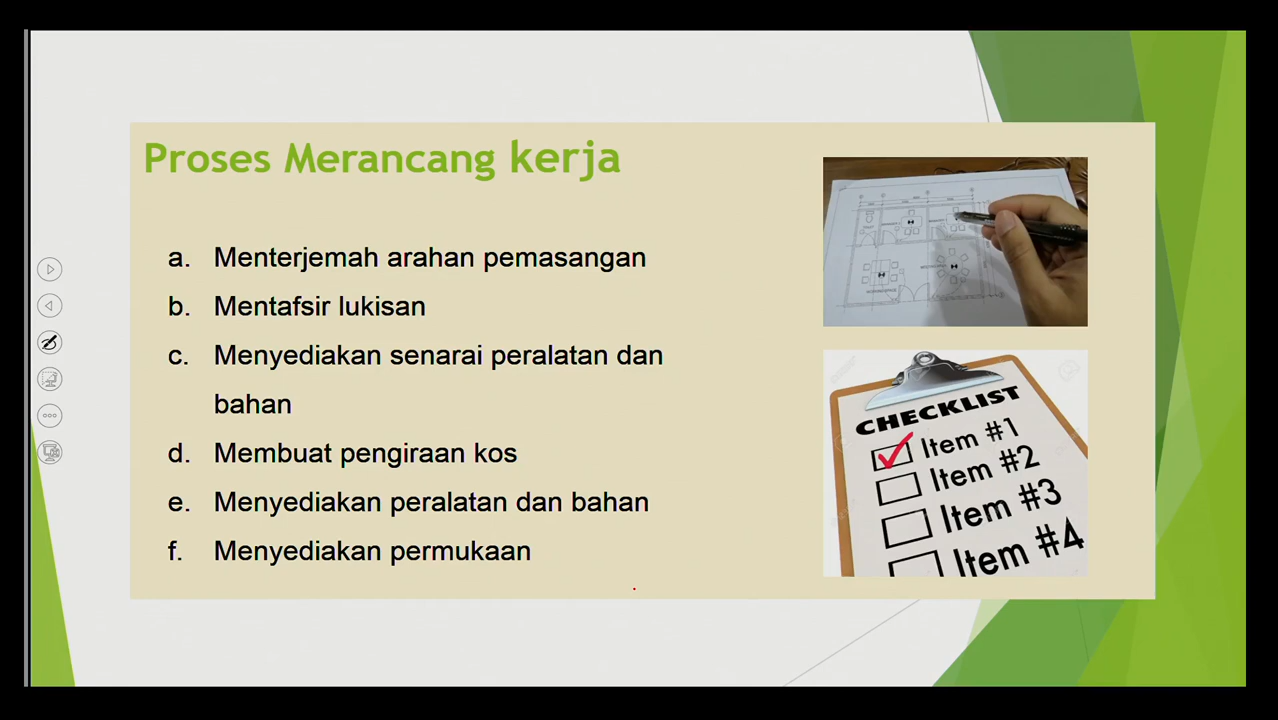 Proses Merancang kerja
a. Menterjemah arahan pemasangan
b. Mentafsir lukisan
c. Menyediakan senarai peralatan dan
bahan
d. Membuat pengiraan kos
e. Menyediakan peralatan dan bahan
f. Menyediakan permukaan
CHECKLIST
Item #1
Item #2
Item #3
Item #4